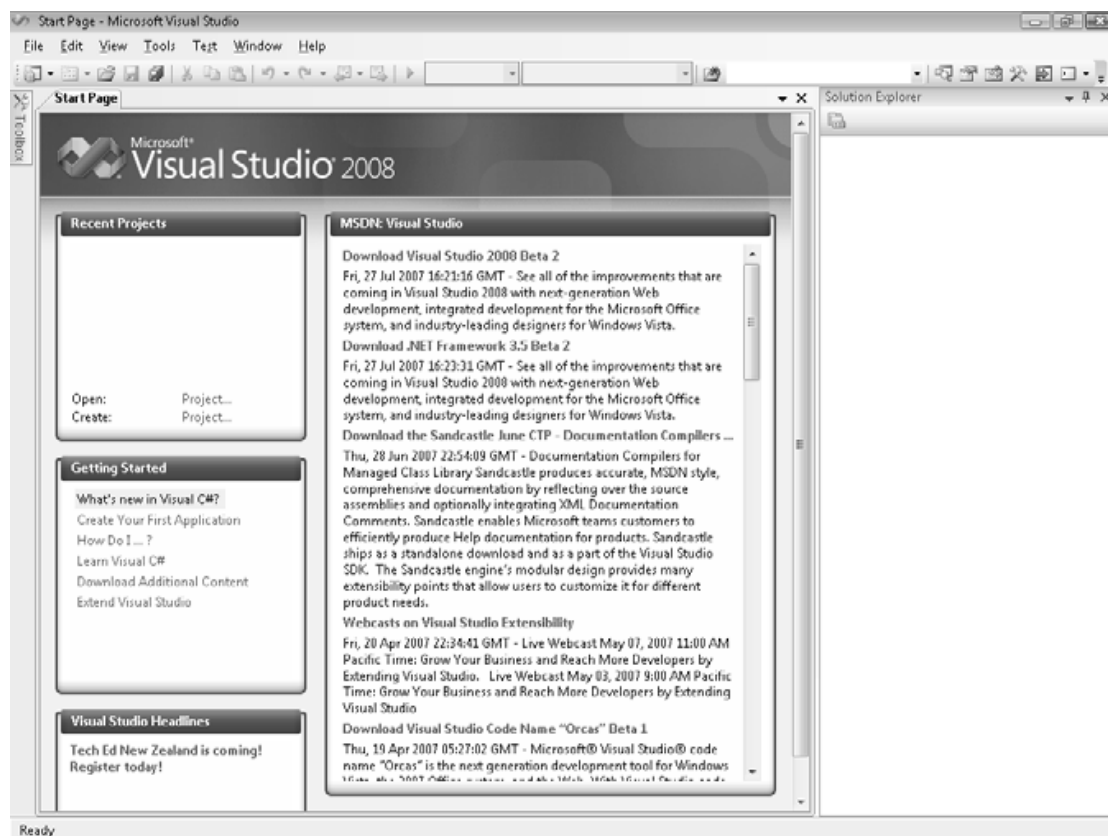 Start Page - Microsoft Visual Studio
File Edit View Tools Test Window Help
Toolbox
Start Page
Solution Explorer
Microsoft®
Visual Studio® 2008
Recent Projects
Open: Project...
Create: Project...
Getting Started
What's new in Visual C#?
Create Your First Application
How Do I ... ?
Learn Visual C#
Download Additional Content
Extend Visual Studio
Visual Studio Headlines
Tech Ed New Zealand is coming!
Register today!
MSDN: Visual Studio
Download Visual Studio 2008 Beta 2
Fri, 27 Jul 2007 16:21:16 GMT - See all of the improvements that are
coming in Visual Studio 2008 with next-generation Web
development, integrated development for the Microsoft Office
system, and industry-leading designers for Windows Vista.
Download .NET Framework 3.5 Beta 2
Fri, 27 Jul 2007 16:23:31 GMT - See all of the improvements that are
coming in Visual Studio 2008 with next-generation Web
development, integrated development for the Microsoft Office
system, and industry-leading designers for Windows Vista.
Download the Sandcastle June CTP - Documentation Compilers ...
Thu, 28 Jun 2007 22:54:09 GMT - Documentation Compilers for
Managed Class Library Sandcastle produces accurate, MSDN style,
comprehensive documentation by reflecting over the source
assemblies and optionally integrating XML Documentation
Comments. Sandcastle enables Microsoft teams customers to
efficiently produce Help documentation for products. Sandcastle
ships as a standalone download and as a part of the Visual Studio
SDK. The Sandcastle engine's modular design provides many
extensibility points that allow users to customize it for different
product needs.
Webcasts on Visual Studio Extensibility
Fri, 20 Apr 2007 22:34:41 GMT - Live Webcast May 07, 2007 11:00 AM
Pacific Time: Grow Your Business and Reach More Developers by
Extending Visual Studio. Live Webcast May 03, 2007 9:00 AM Pacific
Time: Grow Your Business and Reach More Developers by Extending
Visual Studio
Download Visual Studio Code Name "Orcas" Beta 1
Thu, 19 Apr 2007 05:27:02 GMT - Microsoft® Visual Studio® code
name "Orcas" is the next generation development tool for Windows
Vista, the 2007 Office system, and the Web. With Visual Studio code
Ready